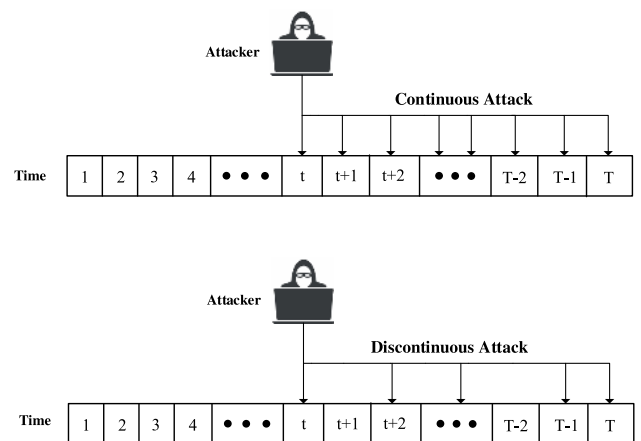 Attacker
Continuous Attack
Time 1 2 3 4 • • • t t+1 t+2 • • • T-2 T-1 T
Attacker
Discontinuous Attack
Time 1 2 3 4 • • • t t+1 t+2 • • • T-2 T-1 T